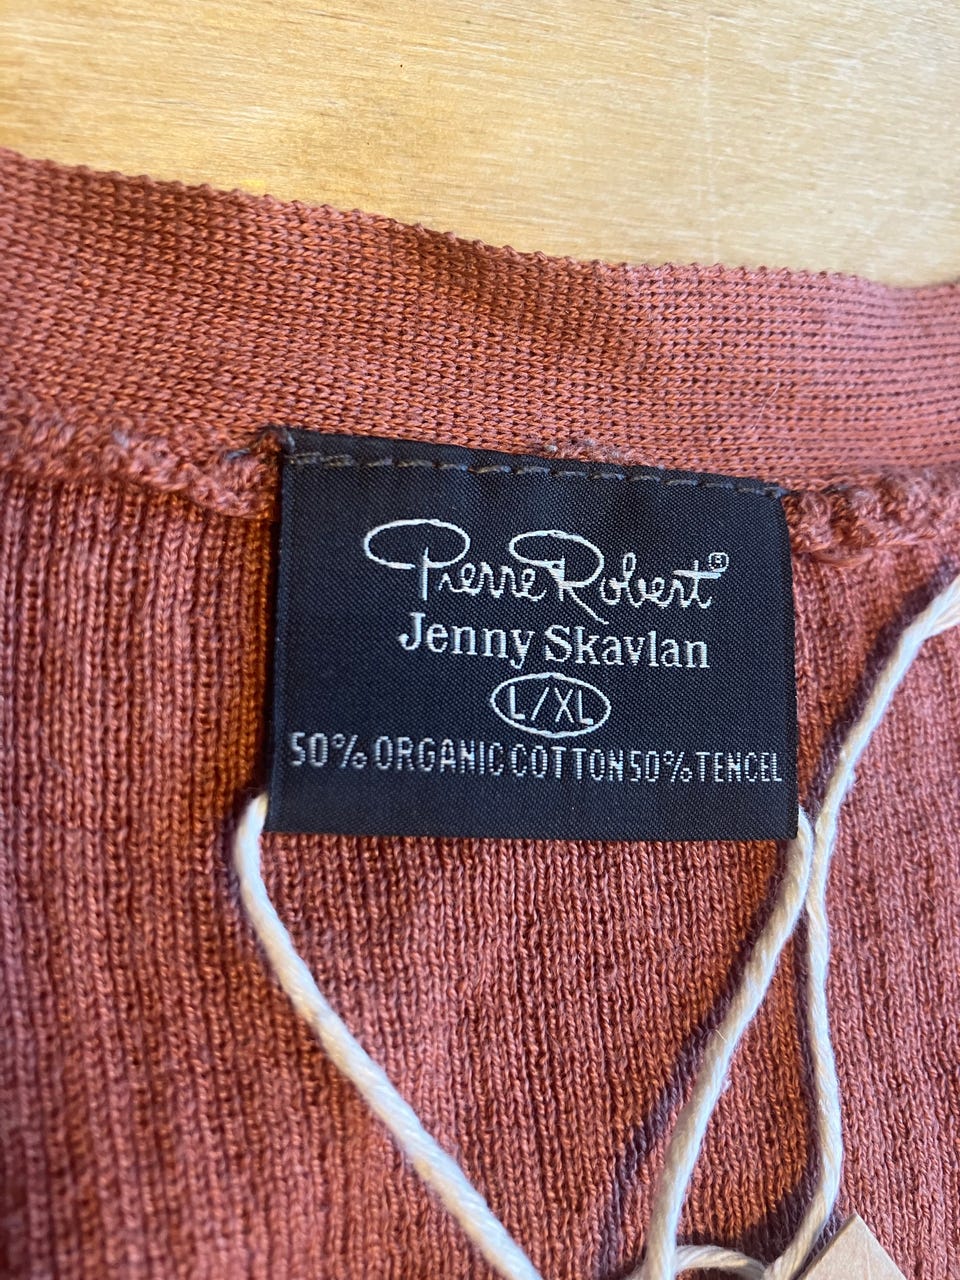 Pierre Robert®
Jenny Skavlan
L/XL
50% ORGANIC COTTON 50% TENCEL